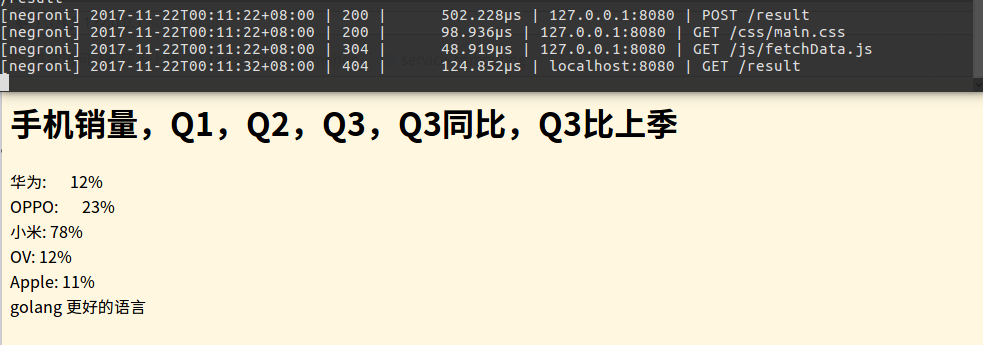 /result
[negroni] 2017-11-22T00:11:22+08:00 | 200 | 502.228µs | 127.0.0.1:8080 | POST /result
[negroni] 2017-11-22T00:11:22+08:00 | 200 | 98.936µs | 127.0.0.1:8080 | GET /css/main.css
[negroni] 2017-11-22T00:11:22+08:00 | 304 | 48.919µs | 127.0.0.1:8080 | GET /js/fetchData.js
[negroni] 2017-11-22T00:11:32+08:00 | 404 | 124.852µs | localhost:8080 | GET /result
手机销量，Q1，Q2，Q3，Q3同比，Q3比上季
华为: 12%
OPPO: 23%
小米: 78%
OV: 12%
Apple: 11%
golang 更好的语言